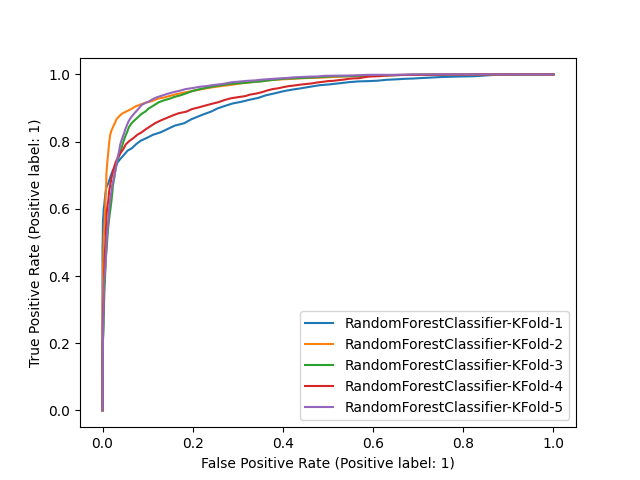 1.0
0.8
0.6
0.4
0.2
0.0
True Positive Rate (Positive label: 1)
RandomForestClassifier-KFold-1
RandomForestClassifier-KFold-2
RandomForestClassifier-KFold-3
RandomForestClassifier-KFold-4
RandomForestClassifier-KFold-5
0.0 0.2 0.4 0.6 0.8 1.0
False Positive Rate (Positive label: 1)